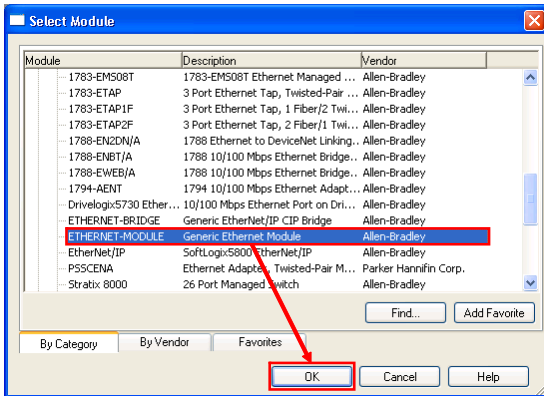 Select Module
Module Description Vendor
1783-EMS08T 1783-EMS08T Ethernet Managed ... Allen-Bradley
1783-ETAP 3 Port Ethernet Tap, Twisted-Pair ... Allen-Bradley
1783-ETAP1F 3 Port Ethernet Tap, 1 Fiber/2 Twi... Allen-Bradley
1783-ETAP2F 3 Port Ethernet Tap, 2 Fiber/1 Twi... Allen-Bradley
1788-EN2DN/A 1788 Ethernet to DeviceNet Linking.. Allen-Bradley
1788-ENBT/A 1788 10/100 Mbps Ethernet Bridge.. Allen-Bradley
1788-EWEB/A 1788 10/100 Mbps Ethernet Bridge.. Allen-Bradley
1794-AENT 1794 10/100 Mbps Ethernet Adapt... Allen-Bradley
Drivelogix5730 Ether... 10/100 Mbps Ethernet Port on Dri... Allen-Bradley
ETHERNET-BRIDGE Generic EtherNet/IP CIP Bridge Allen-Bradley
ETHERNET-MODULE Generic Ethernet Module Allen-Bradley
EtherNet/IP SoftLogix5800 EtherNet/IP Allen-Bradley
PSSCENA Ethernet Adapter, Twisted-Pair M... Parker Hannifin Corp.
Stratix 8000 26 Port Managed Switch Allen-Bradley
Find... Add Favorite
By Category By Vendor Favorites
OK Cancel Help